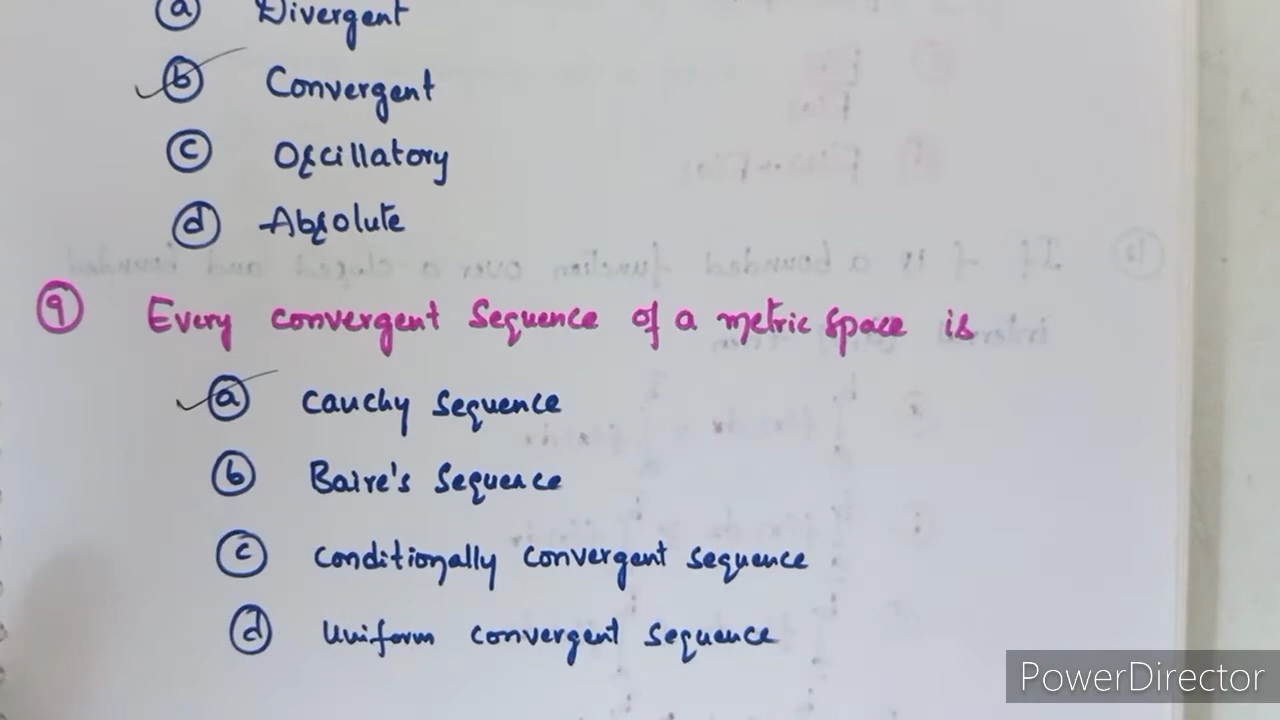 ⓐ Divergent
ⓑ Convergent
ⓒ Oscillatory
ⓓ Absolute
⑨ Every convergent sequence of a metric space is
ⓐ Cauchy sequence
ⓑ Baire's sequence
ⓒ conditionally convergent sequence
ⓓ Uniform convergent sequence
PowerDirector